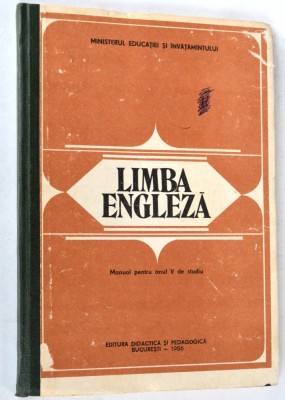 MINISTERUL EDUCAȚIEI ȘI ÎNVĂȚĂMÎNTULUI
LIMBA
ENGLEZĂ
Manual pentru anul V de studiu
EDITURA DIDACTICĂ ȘI PEDAGOGICĂ
BUCUREȘTI – 1986